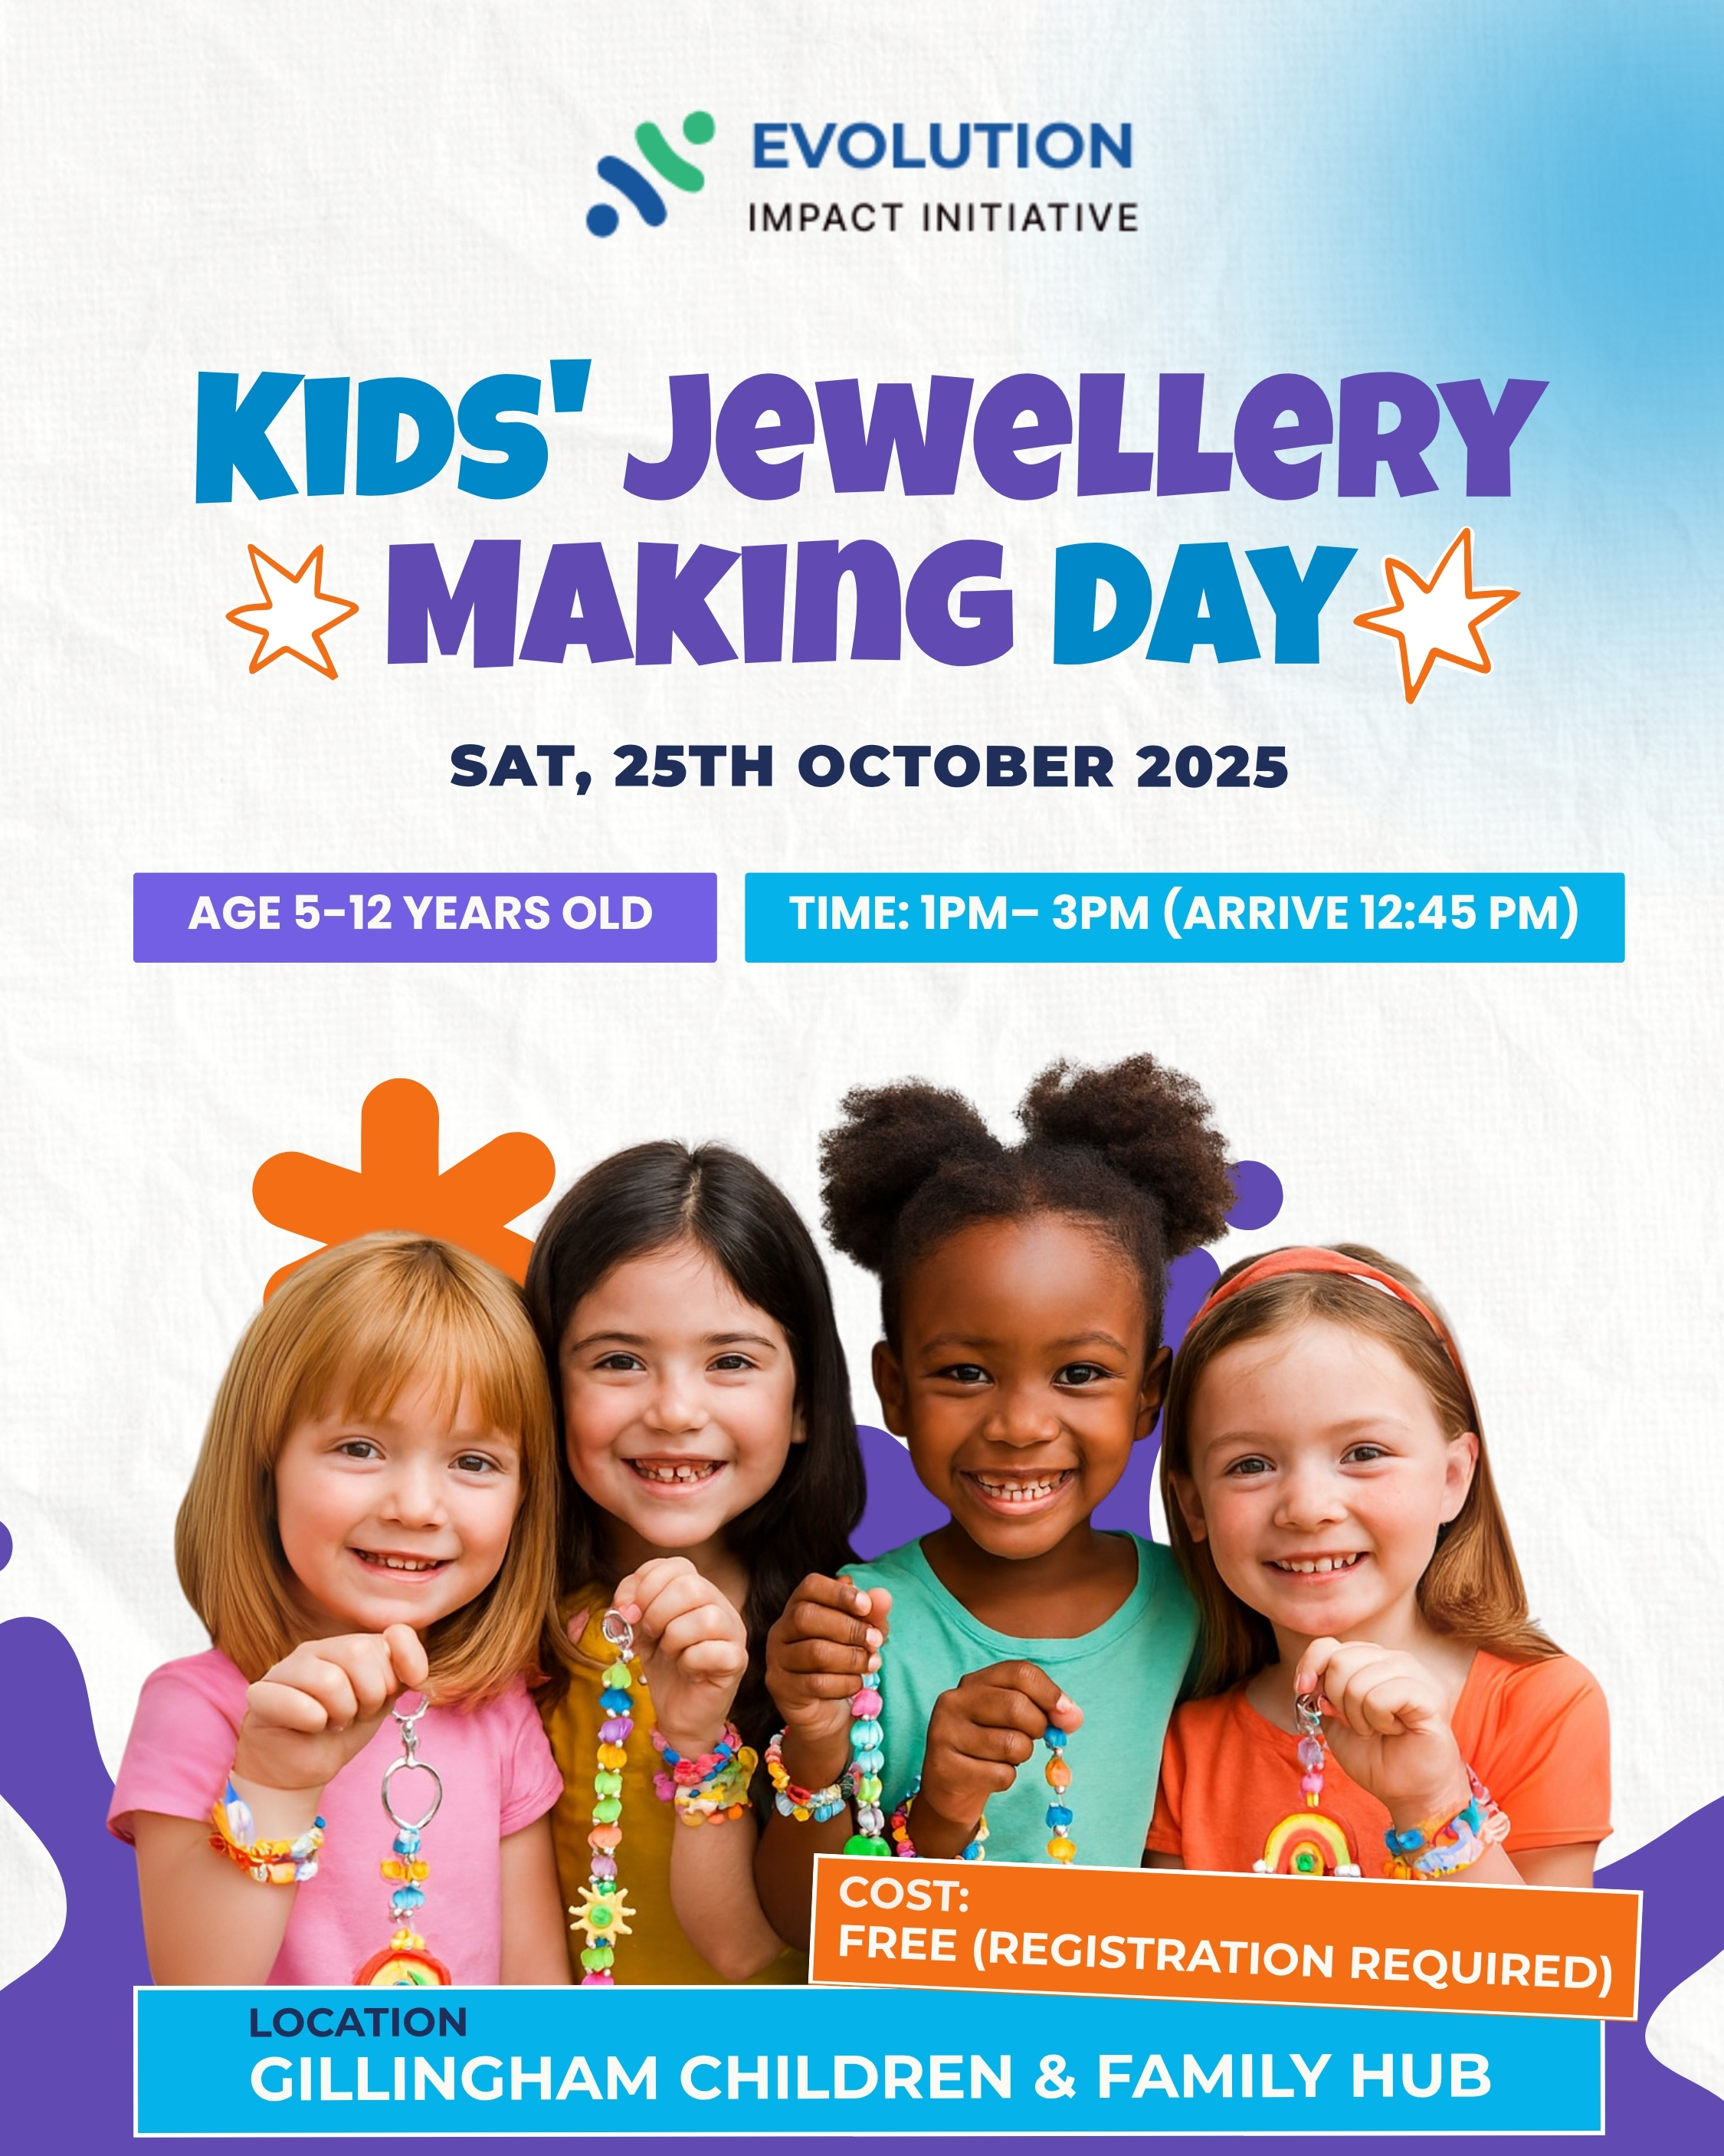 EVOLUTION
IMPACT INITIATIVE
KIDS' JEWELLERY
MAKING DAY
SAT, 25TH OCTOBER 2025
AGE 5-12 YEARS OLD
TIME: 1PM– 3PM (ARRIVE 12:45 PM)
COST:
FREE (REGISTRATION REQUIRED)
LOCATION
GILLINGHAM CHILDREN & FAMILY HUB